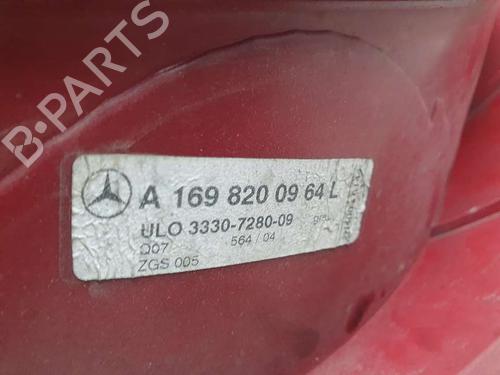 B-PARTS
A 169 820 09 64 L
ULO 3330-7280-09
Q07 564 / 04
ZGS 005